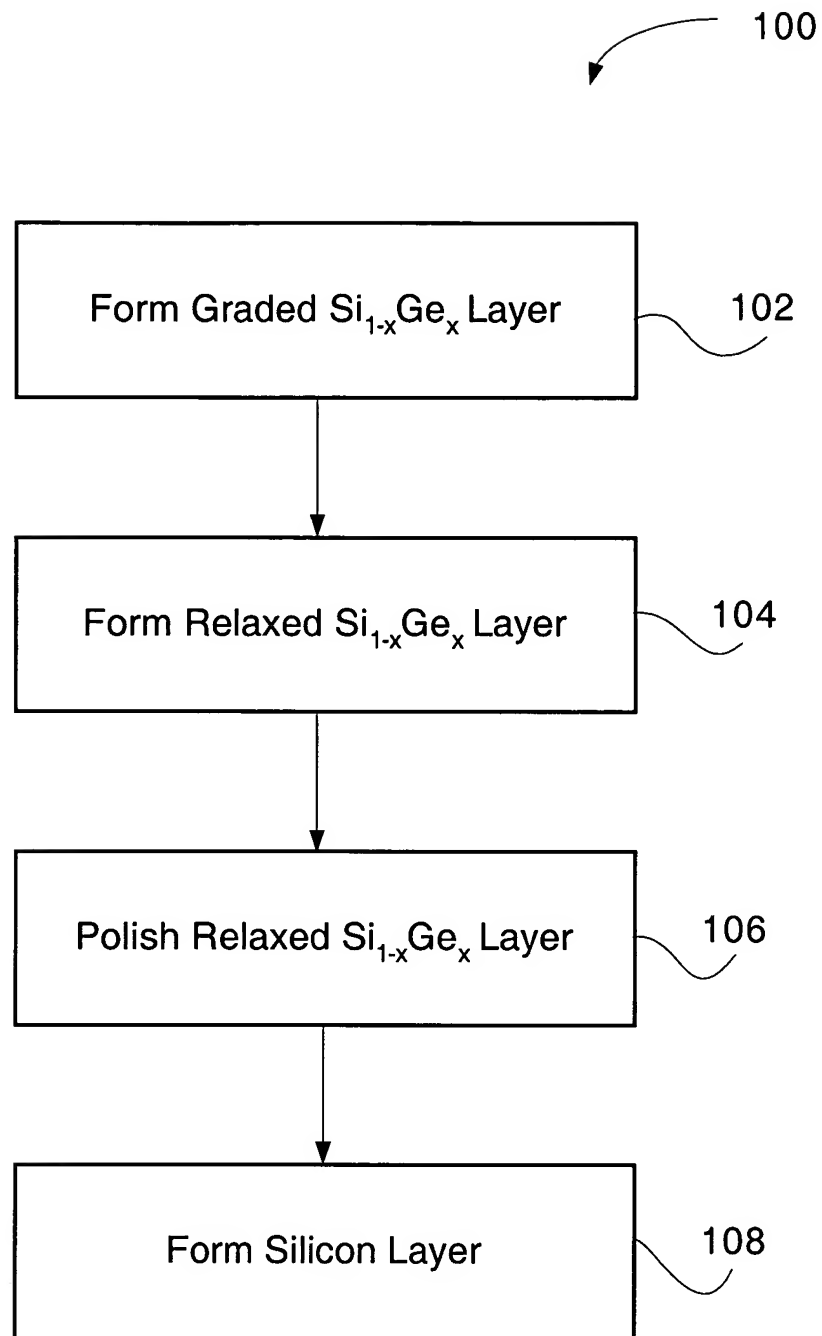 100
Form Graded Si₁₋ₓGeₓ Layer
102
Form Relaxed Si₁₋ₓGeₓ Layer
104
Polish Relaxed Si₁₋ₓGeₓ Layer
106
Form Silicon Layer
108